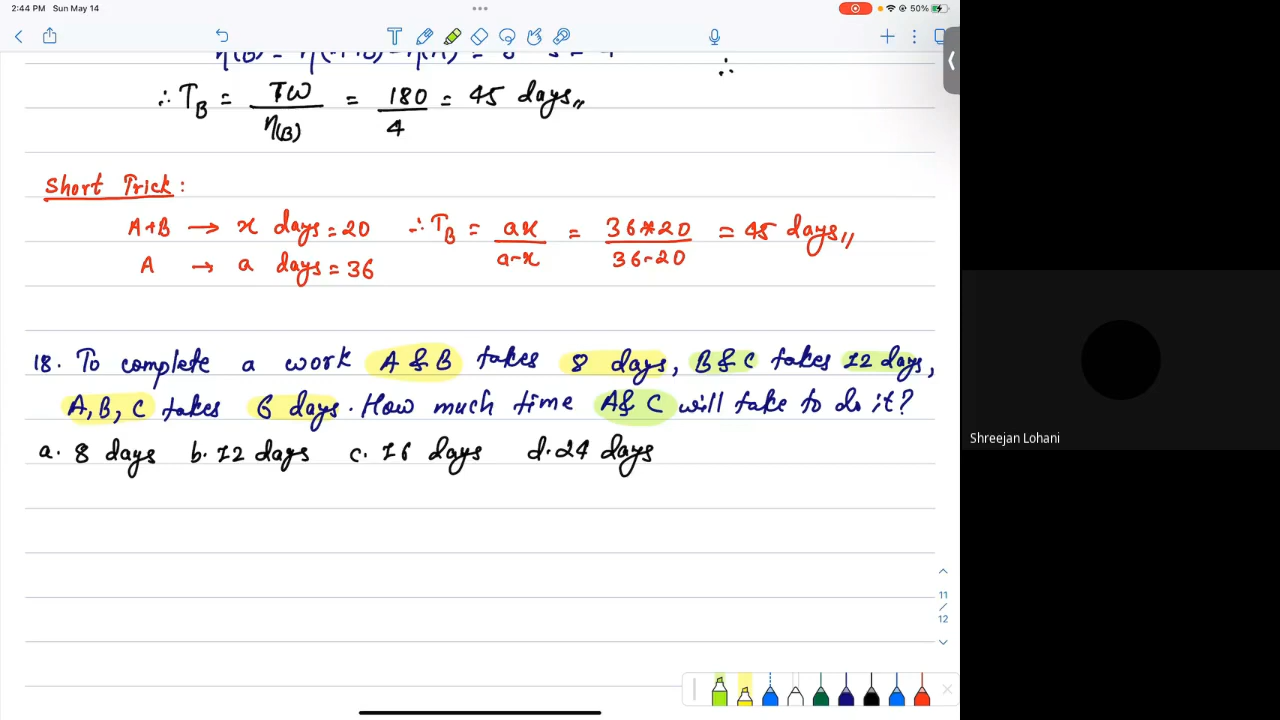 2:44 PM Sun May 14
50%
η(B) = η(A+B) - η(A) =
∴
∴ T_B = TW / η(B) = 180 / 4 = 45 days,,
Short Trick:
A+B → x days = 20 ∴ T_B = ax / a-x = 36*20 / 36-20 = 45 days,,
A → a days = 36
18. To complete a work A & B takes 8 days, B & C takes 12 days,
A, B, C takes 6 days. How much time A & C will take to do it?
a. 8 days b. 12 days c. 16 days d. 24 days
Shreejan Lohani
11
/
12